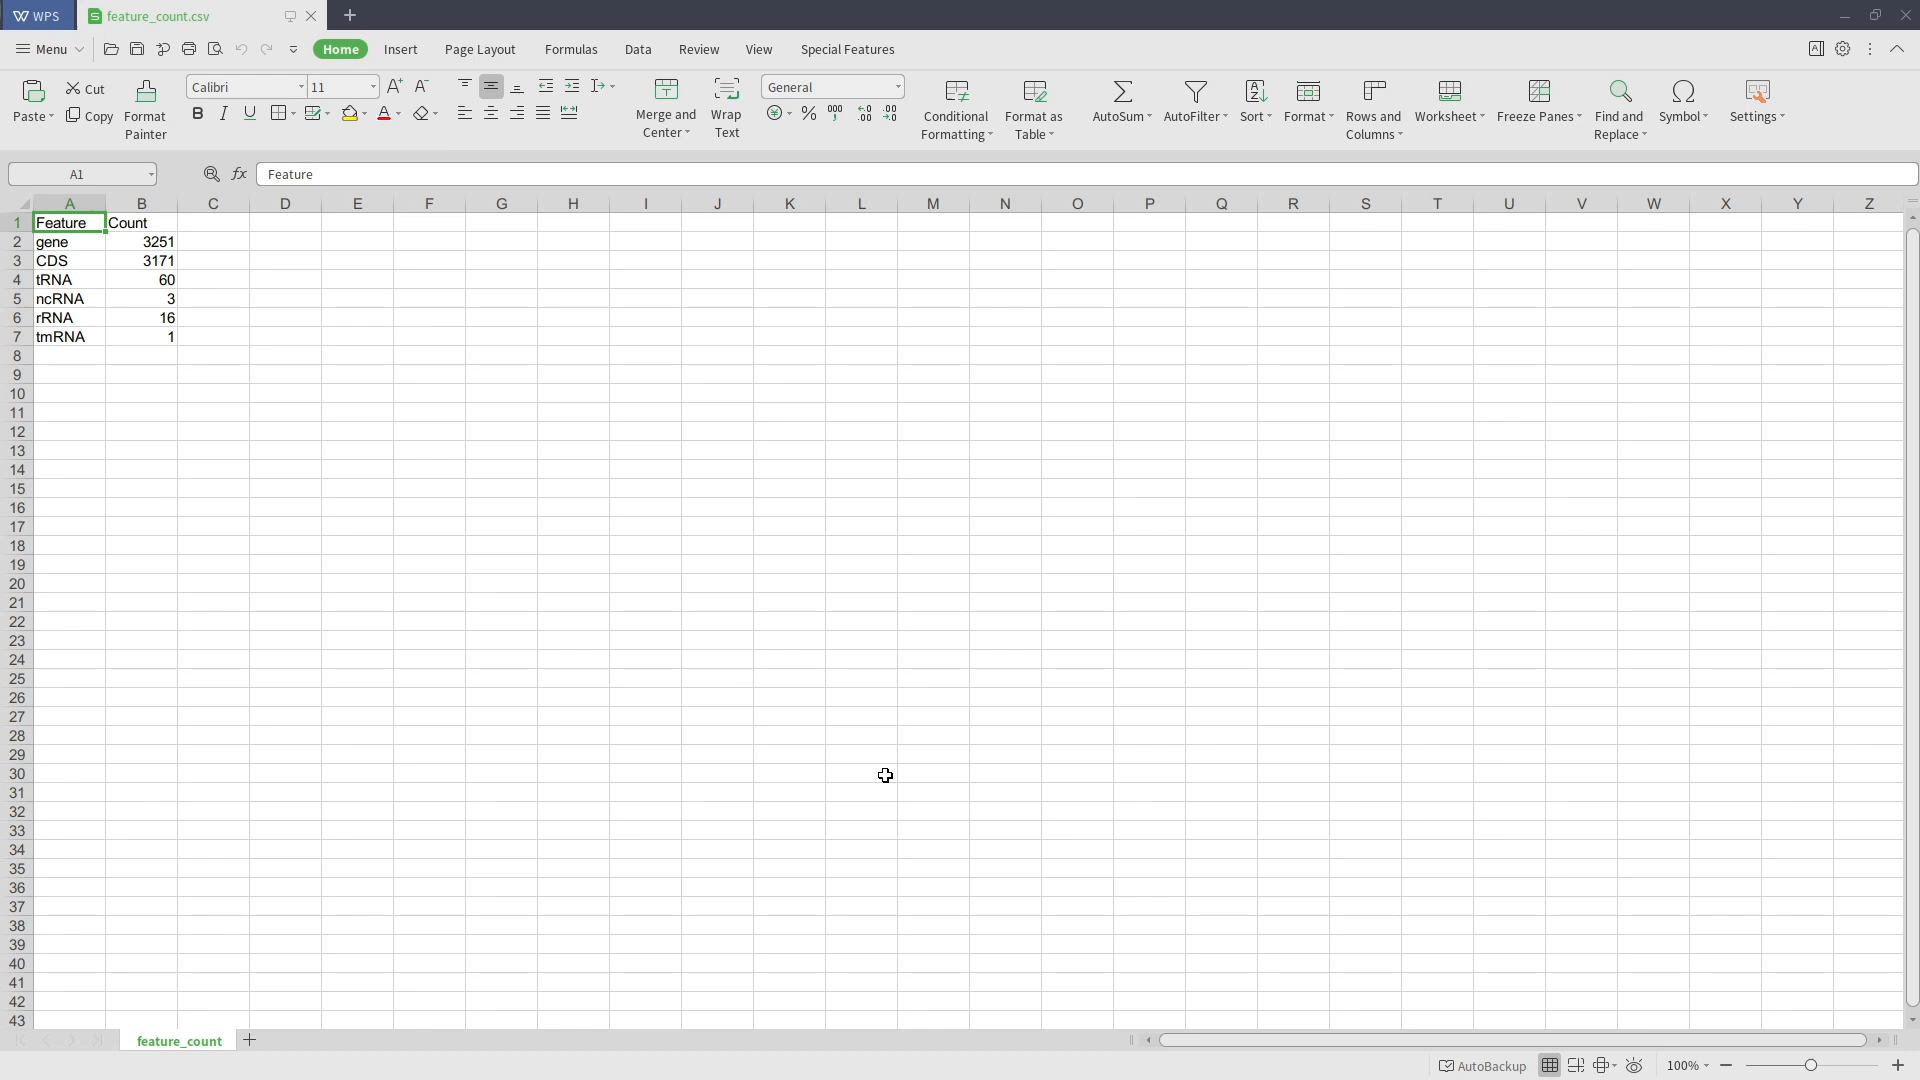 WPS feature_count.csv
Menu Home Insert Page Layout Formulas Data Review View Special Features
Paste Cut Copy Format Painter Calibri 11 Merge and Center Wrap Text General Conditional Formatting Format as Table AutoSum AutoFilter Sort Format Rows and Columns Worksheet Freeze Panes Find and Replace Symbol Settings
A1 fx Feature
A B C D E F G H I J K L M N O P Q R S T U V W X Y Z
1 Feature Count
2 gene 3251
3 CDS 3171
4 tRNA 60
5 ncRNA 3
6 rRNA 16
7 tmRNA 1
8
9
10
11
12
13
14
15
16
17
18
19
20
21
22
23
24
25
26
27
28
29
30
31
32
33
34
35
36
37
38
39
40
41
42
43
feature_count
AutoBackup 100%